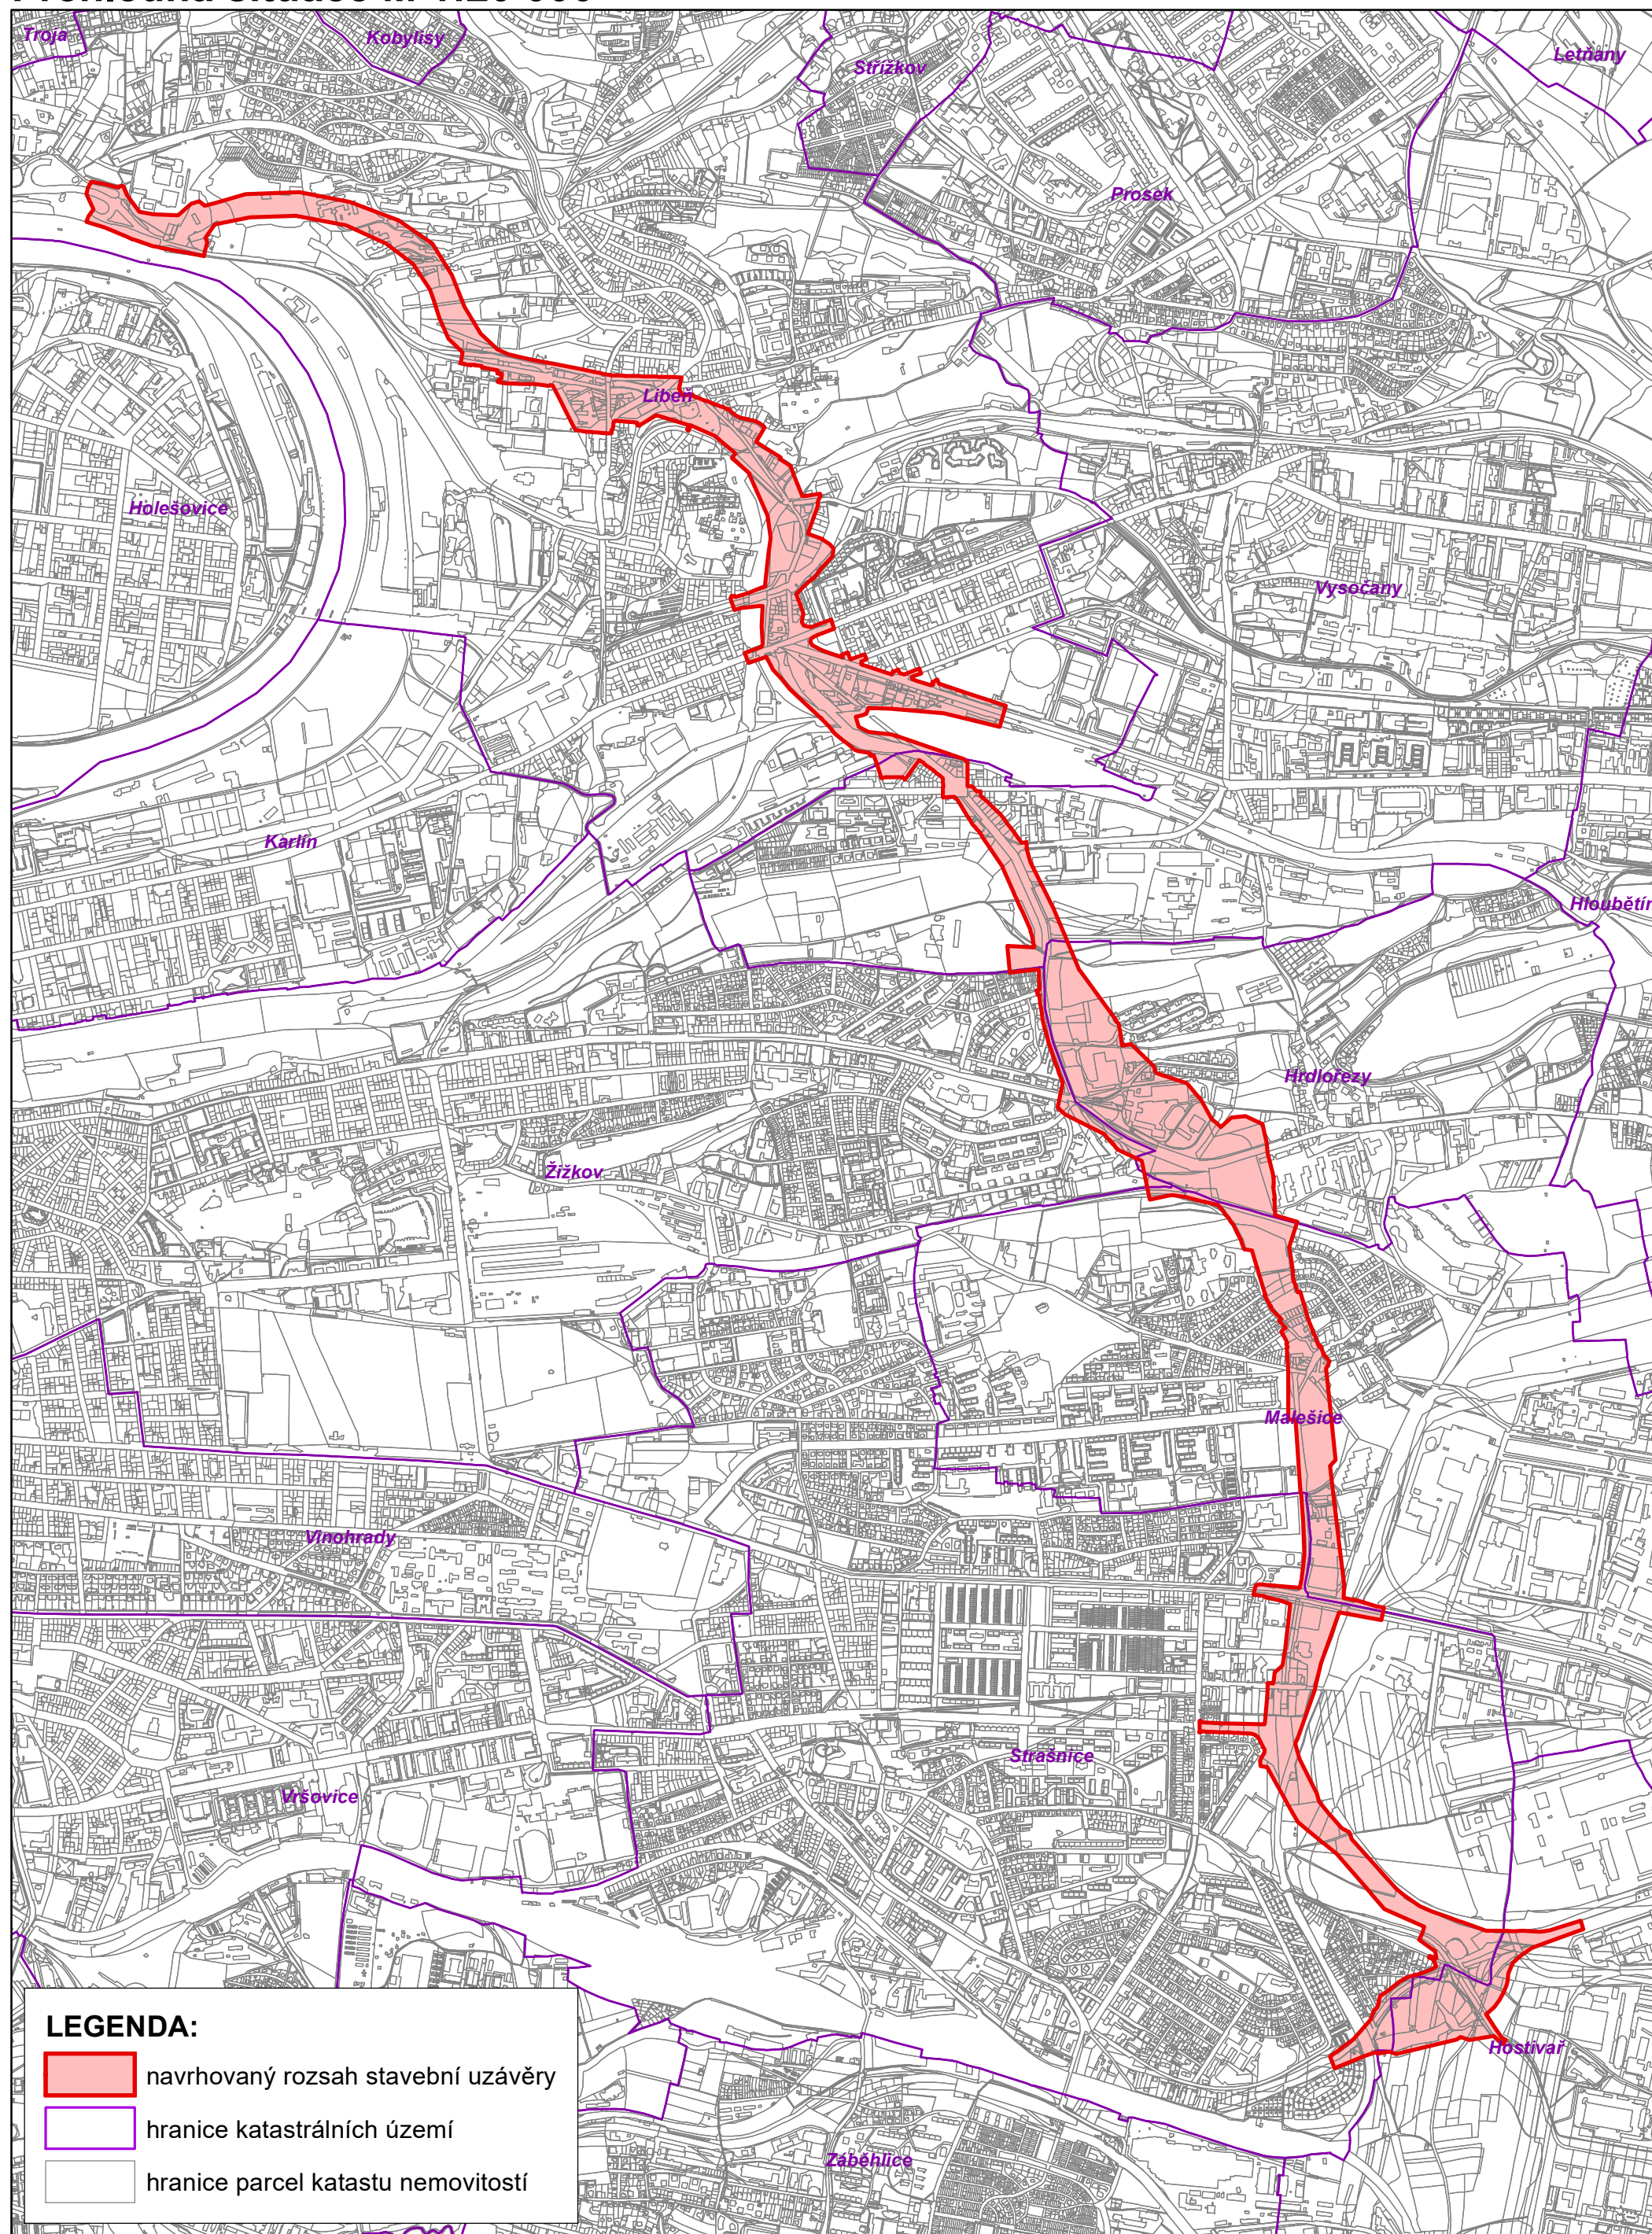 Troja
Kobylisy
Střížkov
Letňany
Prosek
Libeň
Holešovice
Vysočany
Karlín
Hloubětín
Hrdlořezy
Žižkov
Malešice
Vinohrady
Strašnice
Vršovice
Hostivař
Záběhlice
LEGENDA:
navrhovaný rozsah stavební uzávěry
hranice katastrálních území
hranice parcel katastu nemovitostí